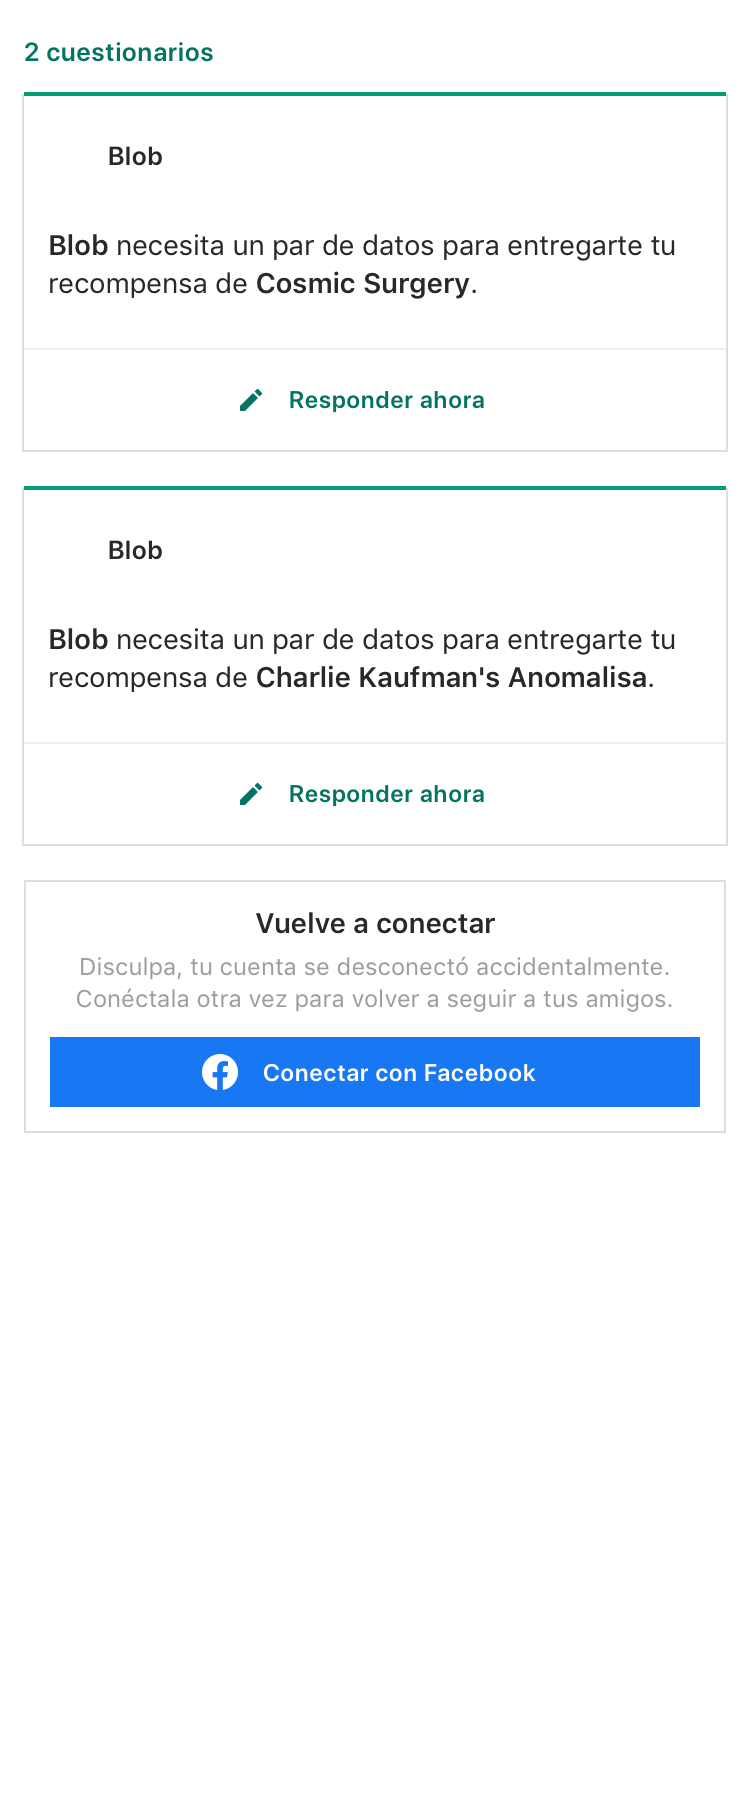 2 cuestionarios
Blob
Blob necesita un par de datos para entregarte tu
recompensa de Cosmic Surgery.
Responder ahora
Blob
Blob necesita un par de datos para entregarte tu
recompensa de Charlie Kaufman's Anomalisa.
Responder ahora
Vuelve a conectar
Disculpa, tu cuenta se desconectó accidentalmente.
Conéctala otra vez para volver a seguir a tus amigos.
Conectar con Facebook